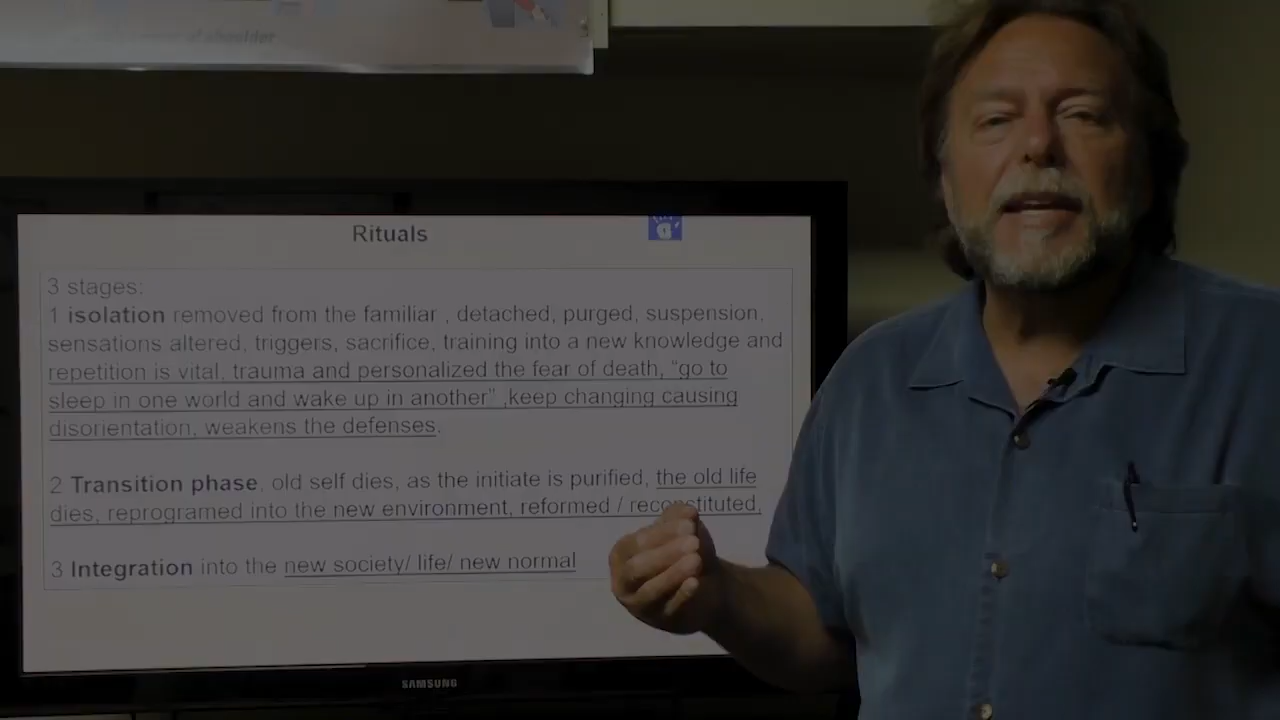 of shoulder
Rituals
3 stages:
1 isolation removed from the familiar , detached, purged, suspension,
sensations altered, triggers, sacrifice, training into a new knowledge and
repetition is vital, trauma and personalized the fear of death, “go to
sleep in one world and wake up in another” ,keep changing causing
disorientation, weakens the defenses.
2 Transition phase, old self dies, as the initiate is purified, the old life
dies, reprogramed into the new environment, reformed / reconstituted,
3 Integration into the new society/ life/ new normal
SAMSUNG